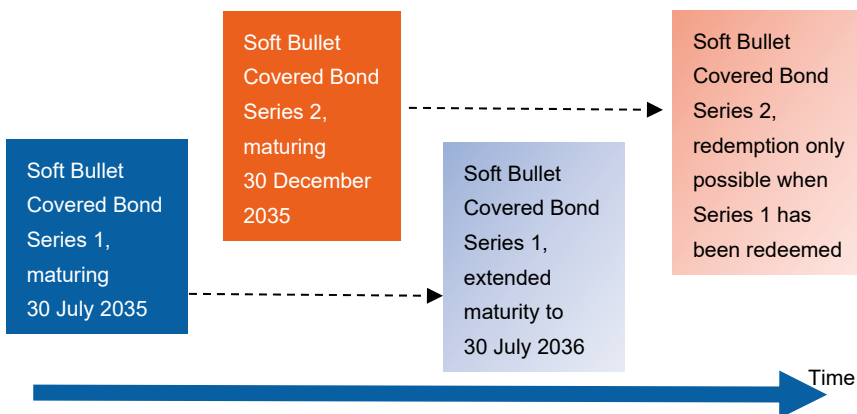 Soft Bullet
Covered Bond
Series 1,
maturing
30 July 2035
Soft Bullet
Covered Bond
Series 2,
maturing
30 December
2035
Soft Bullet
Covered Bond
Series 1,
extended
maturity to
30 July 2036
Soft Bullet
Covered Bond
Series 2,
redemption only
possible when
Series 1 has
been redeemed
Time